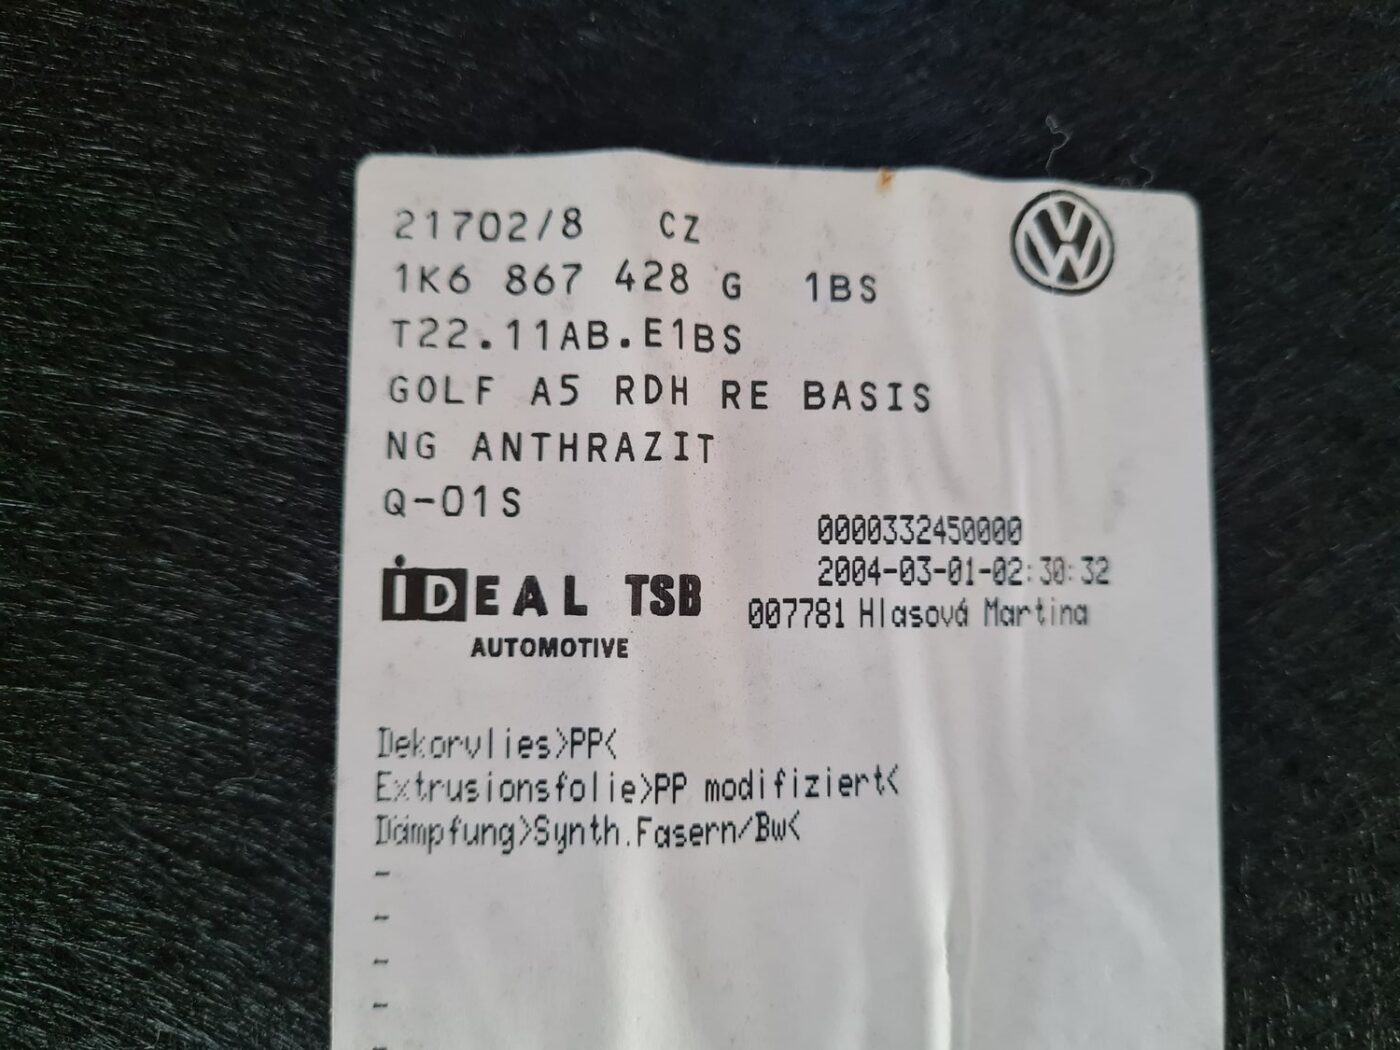 21702/8 CZ
1K6 867 428 G 1BS
T22.11AB.E1BS
GOLF A5 RDH RE BASIS
NG ANTHRAZIT
Q-01S
0000332450000
2004-03-01-02:30:32
007781 Hlasová Martina
iDEAL TSB
AUTOMOTIVE
Dekorvlies>PP<
Extrusionsfolie>PP modifiziert<
Dämpfung>Synth.Fasern/Bw<
-
-
-
-
VW